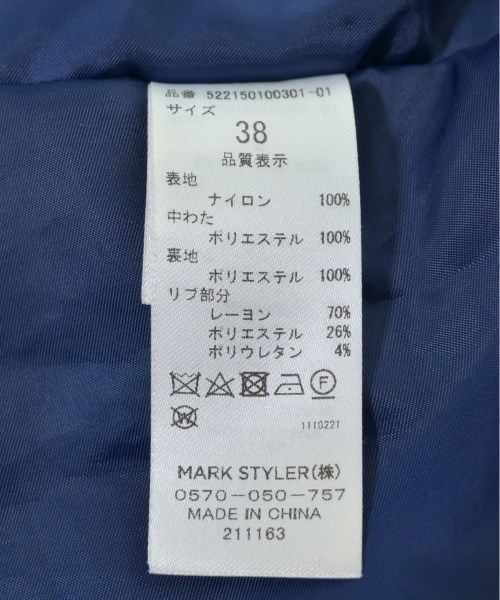 品番 522150100301-01
サイズ
38
品質表示
表地
ナイロン 100%
中わた
ポリエステル 100%
裏地
ポリエステル 100%
リブ部分
レーヨン 70%
ポリエステル 26%
ポリウレタン 4%
F
W
1110221
MARK STYLER(株)
0570-050-757
MADE IN CHINA
211163